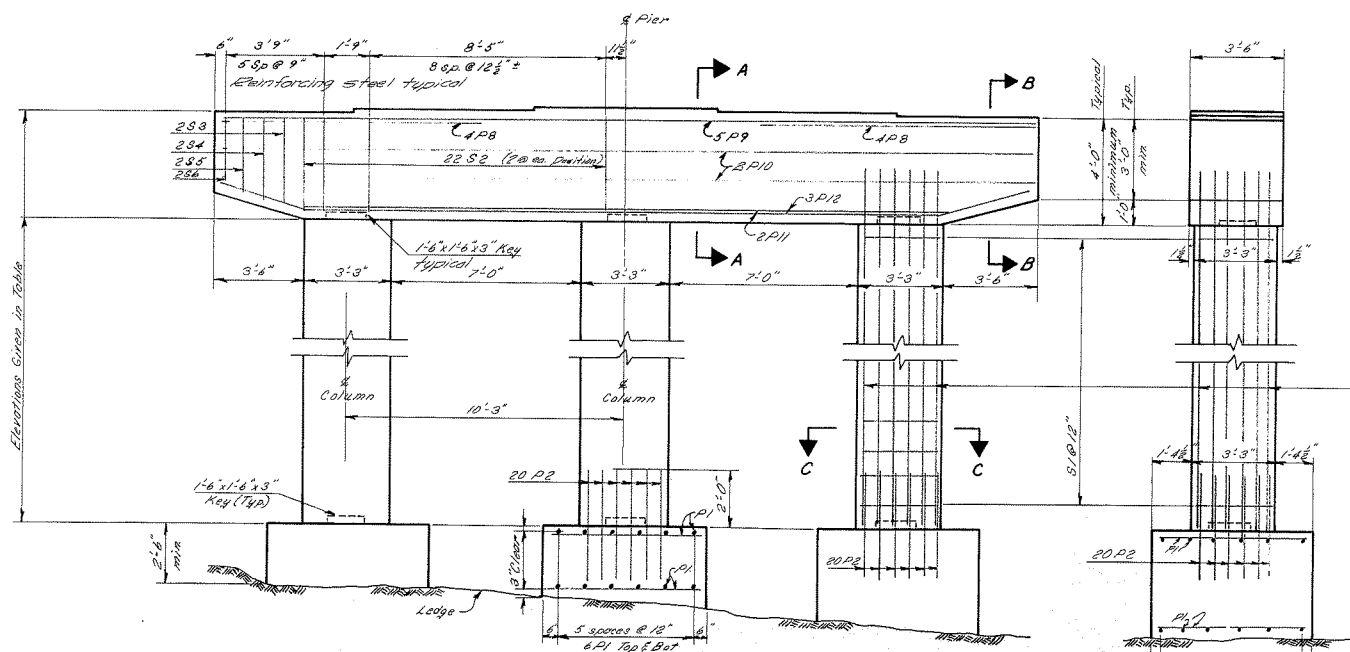 ℄ Pier
6"
3'-9"
1'-9"
8'-5"
11½"
5 Sp @ 9"
8 sp. @ 12½" ±
Reinforcing steel typical
A
B
3'-6"
2S3
2S4
2S5
2S6
4P8
5P9
4P8
22 S2 (2 @ ea. Position)
2P10
3P12
2P11
4'-0" minimum
Typical
1'-0"
3'-0" min
Typ.
1'-6"x1'-6"x3" Key
typical
A
B
3'-6"
3'-3"
7'-0"
3'-3"
7'-0"
3'-3"
3'-6"
1½"
3'-3"
1½"
Elevations Given in Table
℄
Column
℄
Column
10'-3"
S1 @ 12"
C
C
1'-6"x1'-6"x3"
Key (Typ)
20 P2
2'-0"
P1
1'-4½"
3'-3"
1'-4½"
2'-6"
min
3" Clear
P1
20P2
20 P2
P1
P1
Ledge
6"
5 spaces @ 12"
6"
6P1 Top & Bot